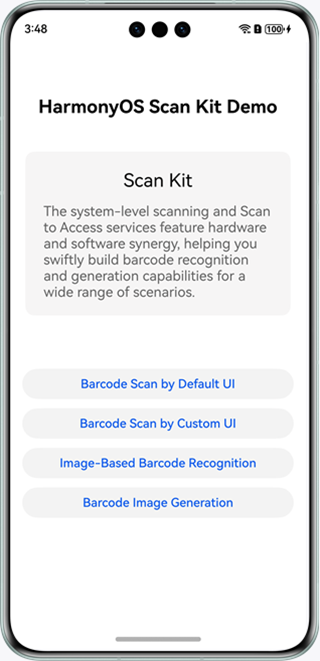 3:48
100
HarmonyOS Scan Kit Demo
Scan Kit
The system-level scanning and Scan
to Access services feature hardware
and software synergy, helping you
swiftly build barcode recognition
and generation capabilities for a
wide range of scenarios.
Barcode Scan by Default UI
Barcode Scan by Custom UI
Image-Based Barcode Recognition
Barcode Image Generation